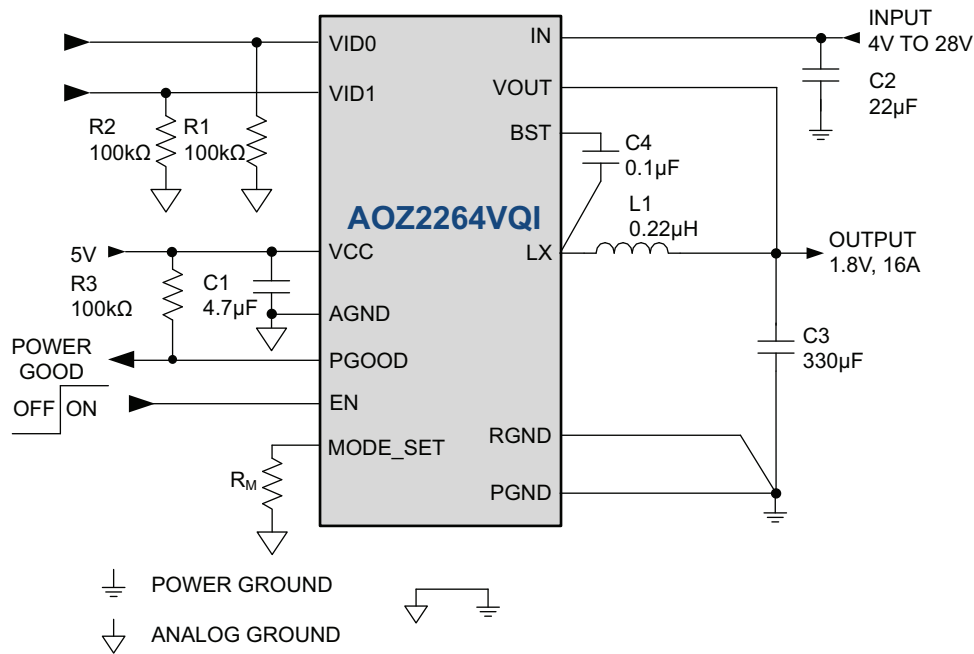 INPUT
4V TO 28V
VID0
IN
C2
22µF
VID1
VOUT
R2
100kΩ
R1
100kΩ
BST
C4
0.1µF
AOZ2264VQI
L1
0.22µH
5V
VCC
LX
OUTPUT
1.8V, 16A
R3
100kΩ
C1
4.7µF
AGND
POWER
GOOD
PGOOD
C3
330µF
OFF
ON
EN
RGND
MODE_SET
RM
PGND
POWER GROUND
ANALOG GROUND